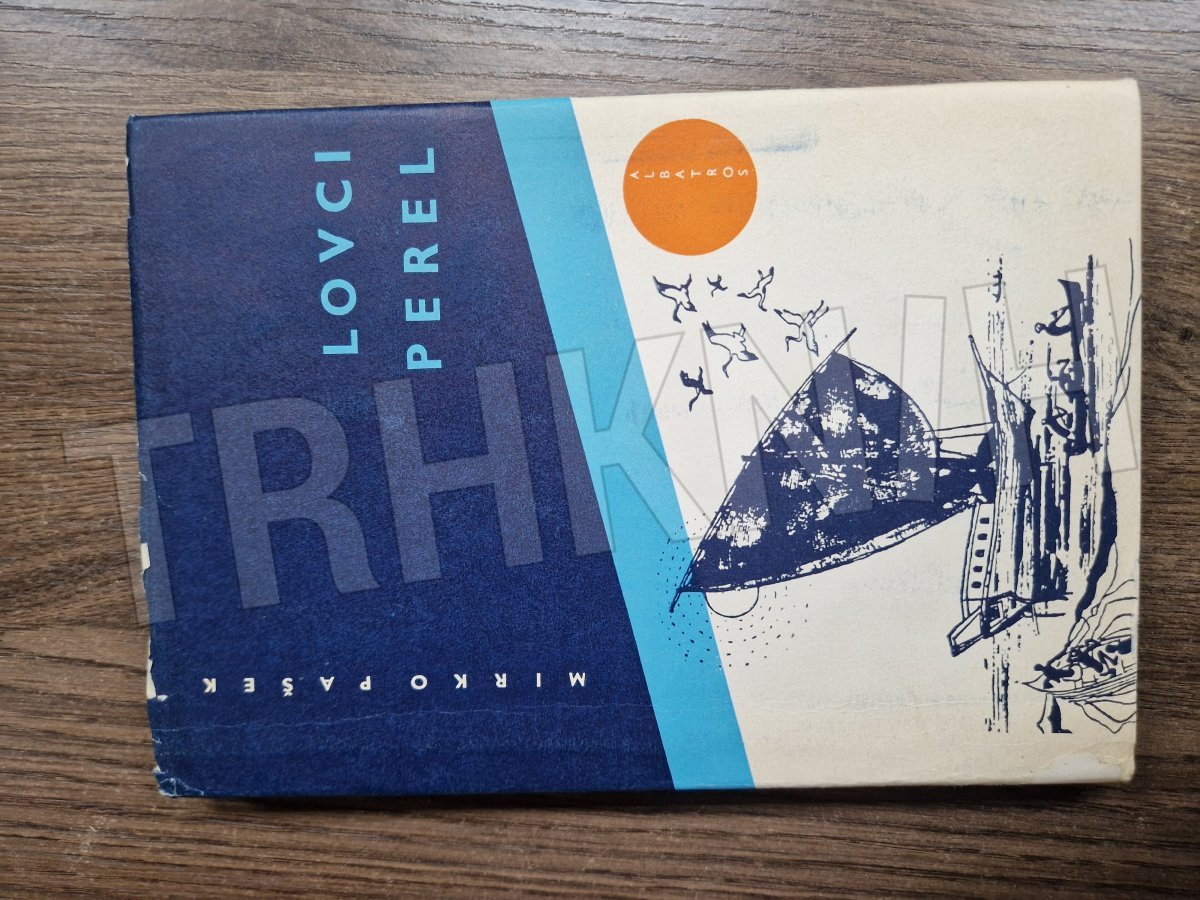 MIRKO PAŠEK
LOVCI
PEREL
ALBATROS
TRHKNIH